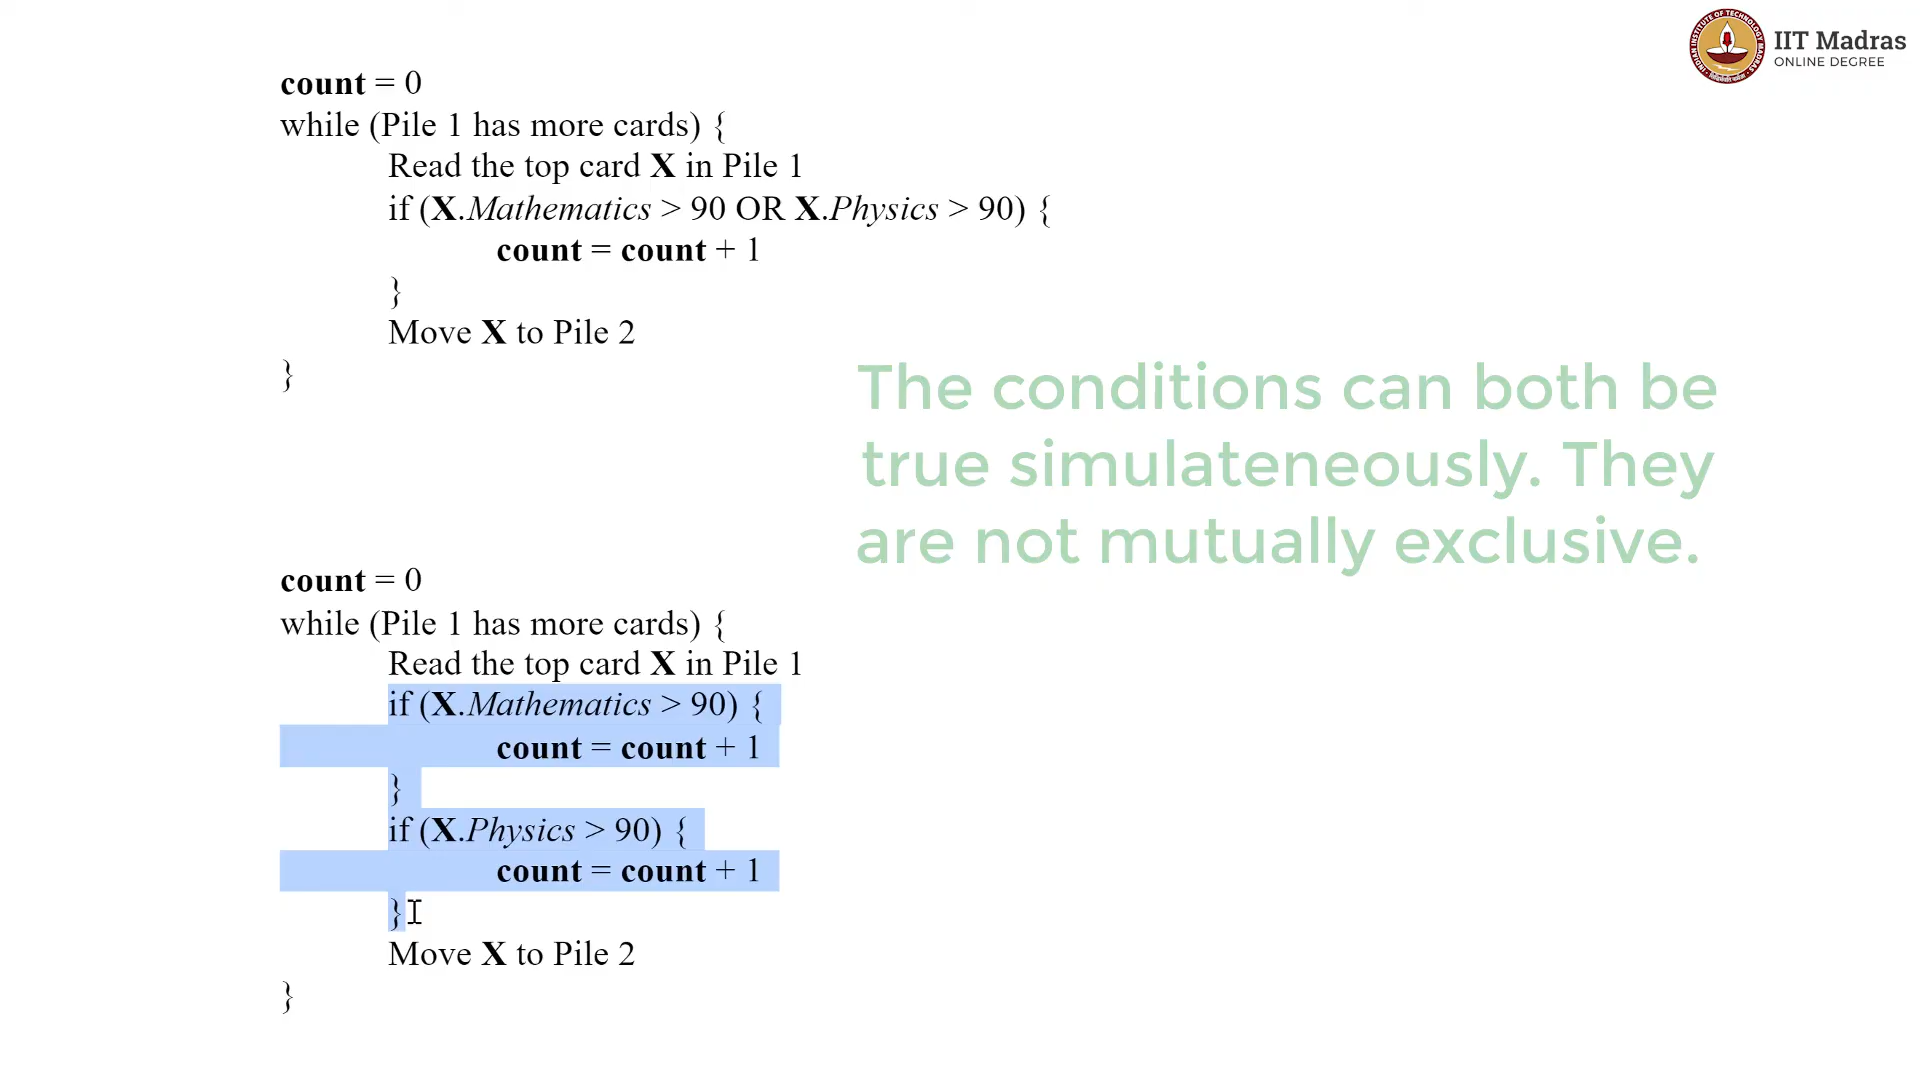 IIT Madras
ONLINE DEGREE
count = 0
while (Pile 1 has more cards) {
Read the top card X in Pile 1
if (X.Mathematics > 90 OR X.Physics > 90) {
count = count + 1
}
Move X to Pile 2
}
The conditions can both be
true simulateneously. They
are not mutually exclusive.
count = 0
while (Pile 1 has more cards) {
Read the top card X in Pile 1
if (X.Mathematics > 90) {
count = count + 1
}
if (X.Physics > 90) {
count = count + 1
}
Move X to Pile 2
}